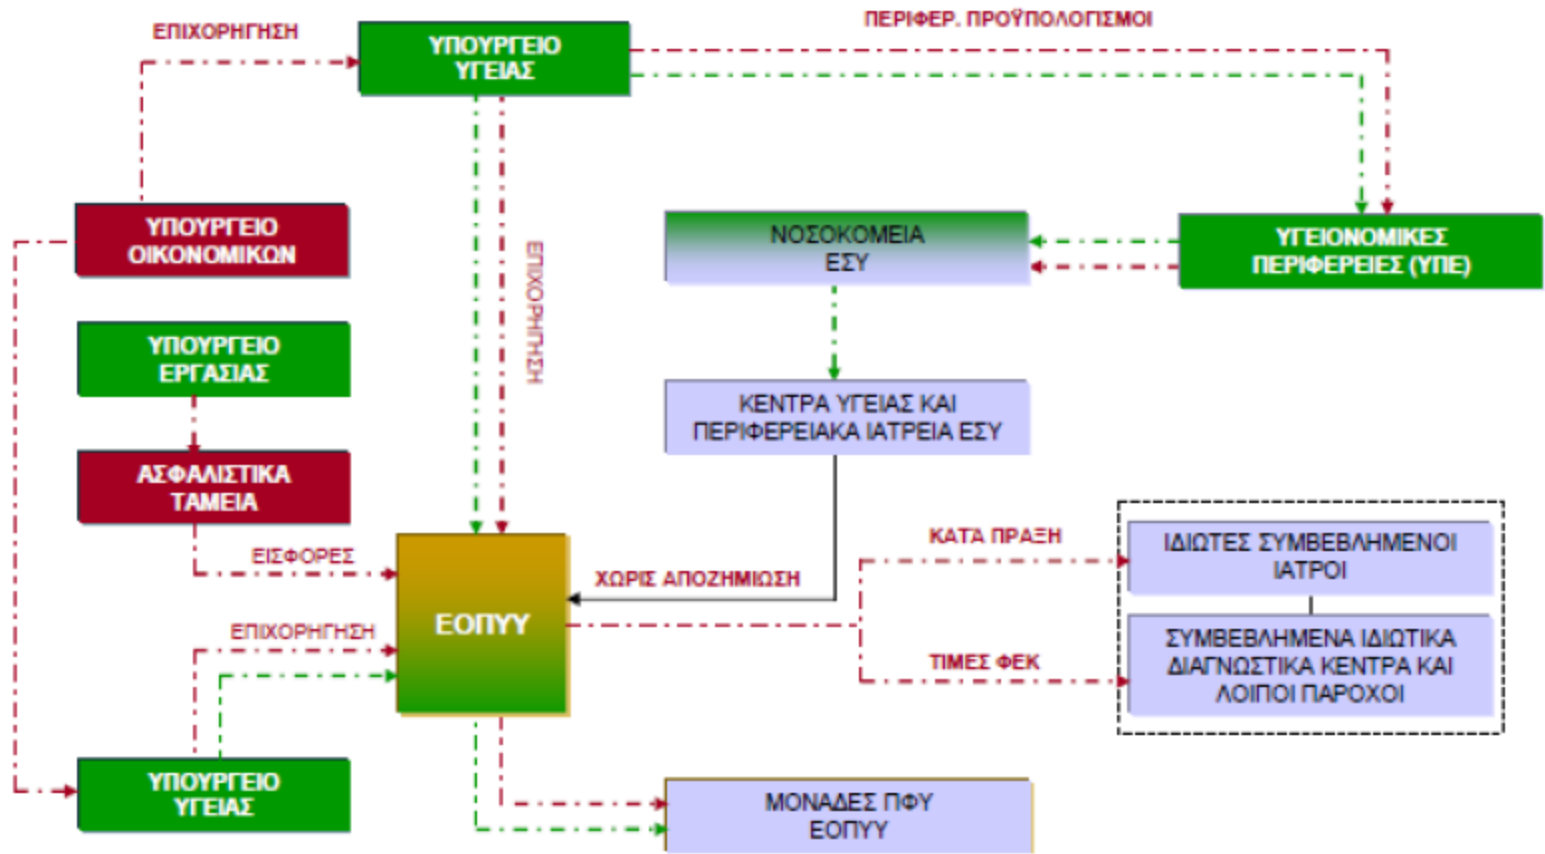 ΕΠΙΧΟΡΗΓΗΣΗ
ΥΠΟΥΡΓΕΙΟ
ΥΓΕΙΑΣ
ΠΕΡΙΦΕΡ. ΠΡΟΫΠΟΛΟΓΙΣΜΟΙ
ΥΠΟΥΡΓΕΙΟ
ΟΙΚΟΝΟΜΙΚΩΝ
ΝΟΣΟΚΟΜΕΙΑ
ΕΣΥ
ΥΓΕΙΟΝΟΜΙΚΕΣ
ΠΕΡΙΦΕΡΕΙΕΣ (ΥΠΕ)
ΕΠΙΧΟΡΗΓΗΣΗ
ΥΠΟΥΡΓΕΙΟ
ΕΡΓΑΣΙΑΣ
ΚΕΝΤΡΑ ΥΓΕΙΑΣ ΚΑΙ
ΠΕΡΙΦΕΡΕΙΑΚΑ ΙΑΤΡΕΙΑ ΕΣΥ
ΑΣΦΑΛΙΣΤΙΚΑ
ΤΑΜΕΙΑ
ΕΙΣΦΟΡΕΣ
ΧΩΡΙΣ ΑΠΟΖΗΜΙΩΣΗ
ΚΑΤΆ ΠΡΑΞΗ
ΙΔΙΩΤΕΣ ΣΥΜΒΕΒΛΗΜΕΝΟΙ
ΙΑΤΡΟΙ
ΕΟΠΥΥ
ΕΠΙΧΟΡΗΓΗΣΗ
ΤΙΜΕΣ ΦΕΚ
ΣΥΜΒΕΒΛΗΜΕΝΑ ΙΔΙΩΤΙΚΑ
ΔΙΑΓΝΩΣΤΙΚΑ ΚΕΝΤΡΑ ΚΑΙ
ΛΟΙΠΟΙ ΠΑΡΟΧΟΙ
ΥΠΟΥΡΓΕΙΟ
ΥΓΕΙΑΣ
ΜΟΝΑΔΕΣ ΠΦΥ
ΕΟΠΥΥ